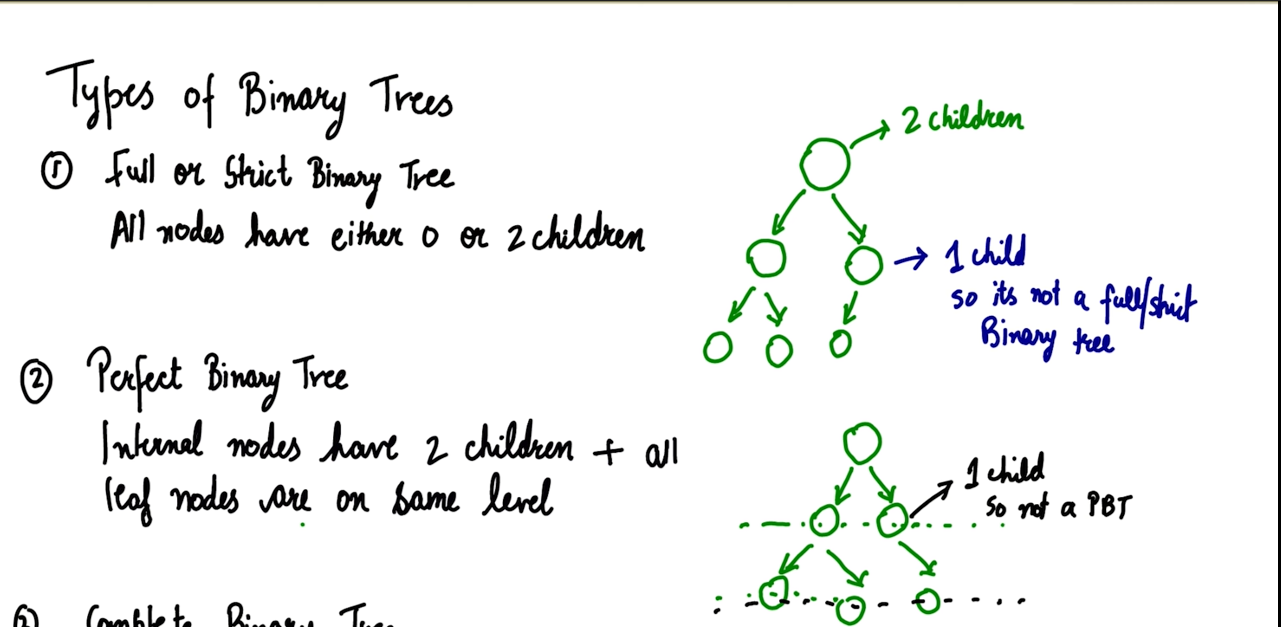 Types of Binary Trees
① Full or Strict Binary Tree
All nodes have either 0 or 2 children
2 children
1 child
so its not a full/strict
Binary tree
② Perfect Binary Tree
Internal nodes have 2 children + all
leaf nodes are on same level
1 child
so not a PBT
Complete Binary Tree